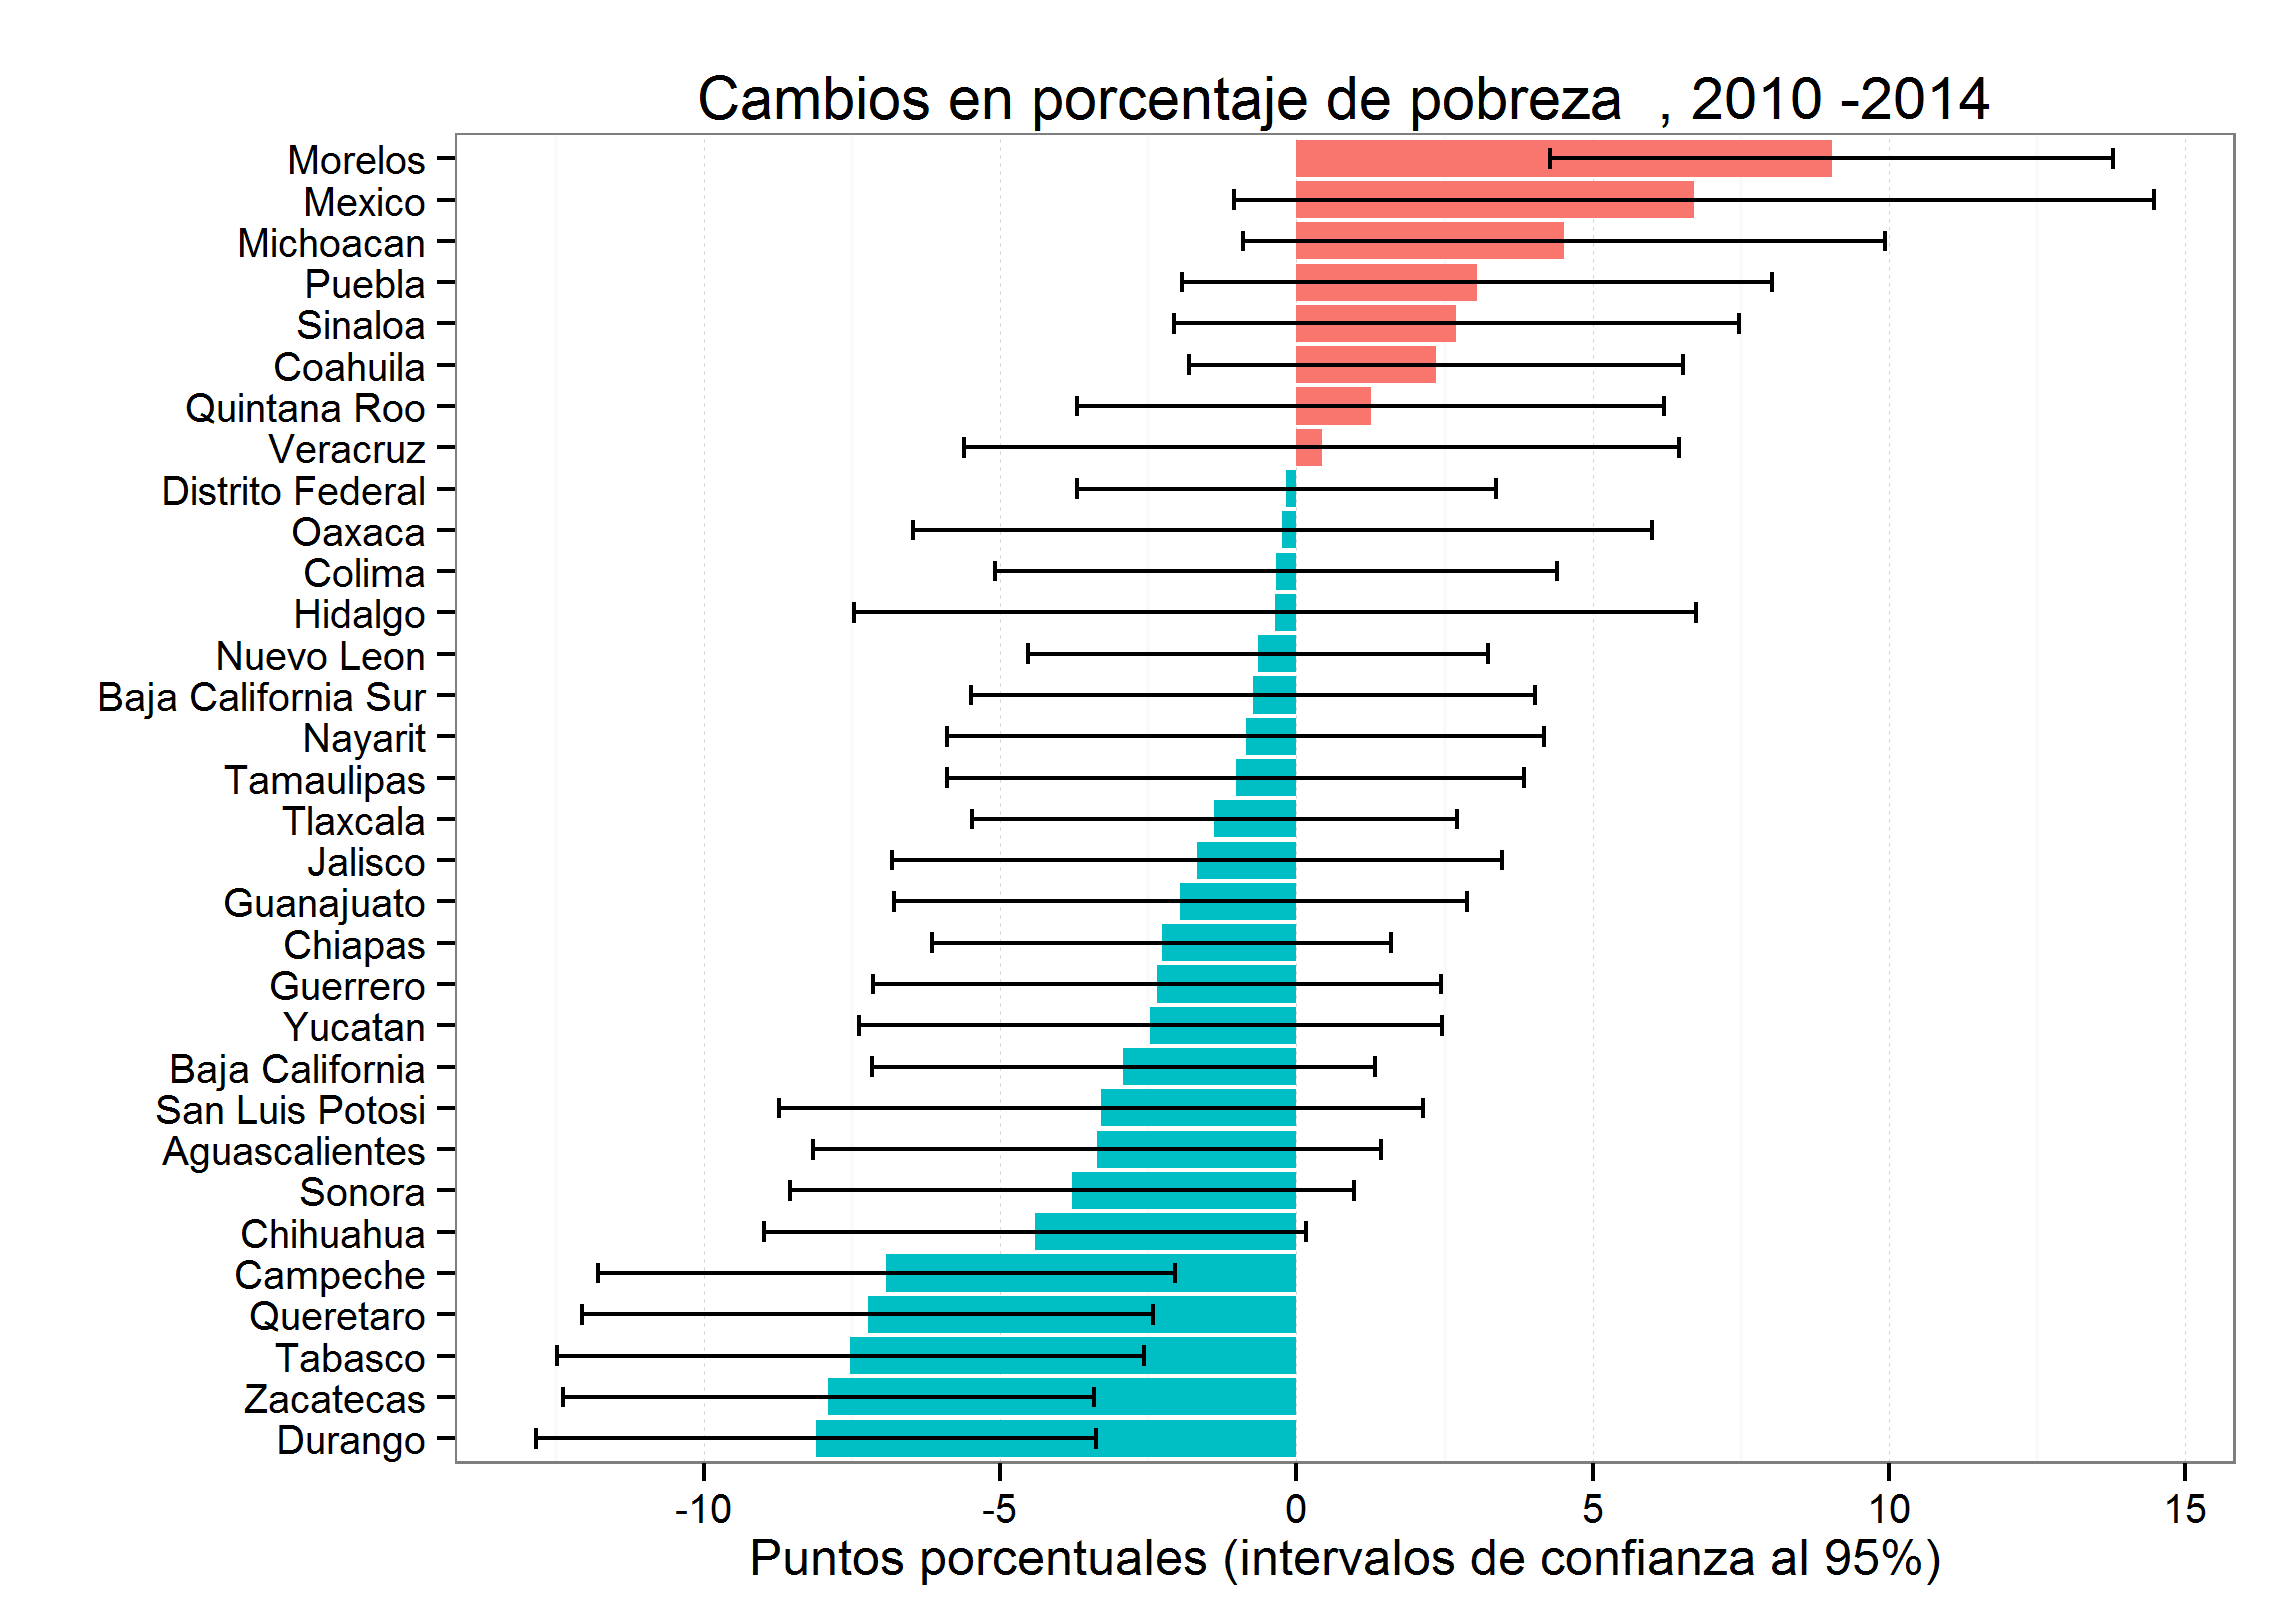 Cambios en porcentaje de pobreza  , 2010 -2014
Morelos
Mexico
Michoacan
Puebla
Sinaloa
Coahuila
Quintana Roo
Veracruz
Distrito Federal
Oaxaca
Colima
Hidalgo
Nuevo Leon
Baja California Sur
Nayarit
Tamaulipas
Tlaxcala
Jalisco
Guanajuato
Chiapas
Guerrero
Yucatan
Baja California
San Luis Potosi
Aguascalientes
Sonora
Chihuahua
Campeche
Queretaro
Tabasco
Zacatecas
Durango
-10 -5 0 5 10 15
Puntos porcentuales (intervalos de confianza al 95%)